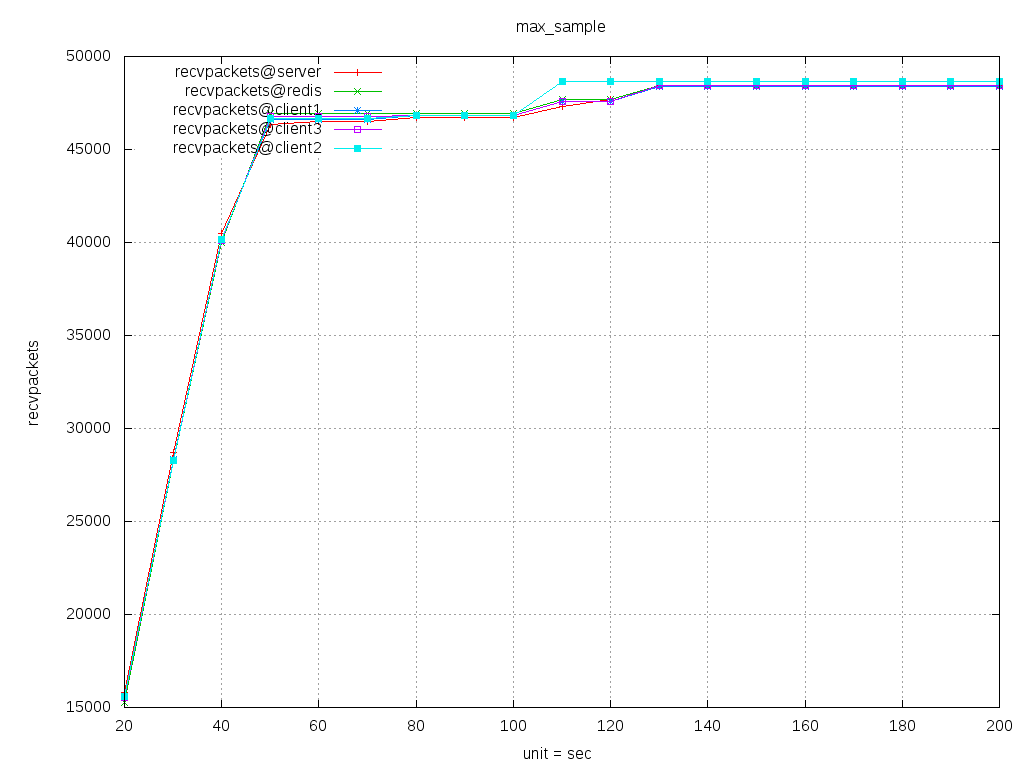 max_sample
50000
recvpackets@server
recvpackets@redis
recvpackets@client1
recvpackets@client3
recvpackets@client2
45000
40000
35000
30000
25000
20000
15000
recvpackets
20 40 60 80 100 120 140 160 180 200
unit = sec